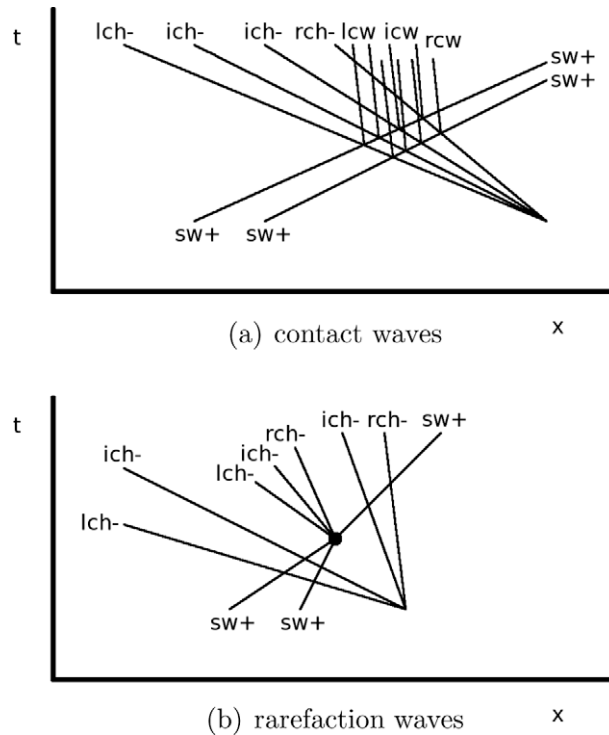 t lch- ich- ich- rch- lcw icw rcw
sw+
sw+
sw+ sw+
x
(a) contact waves
t
ich- rch- ich- rch- sw+
ich-
lch-
lch-
sw+ sw+
x
(b) rarefaction waves